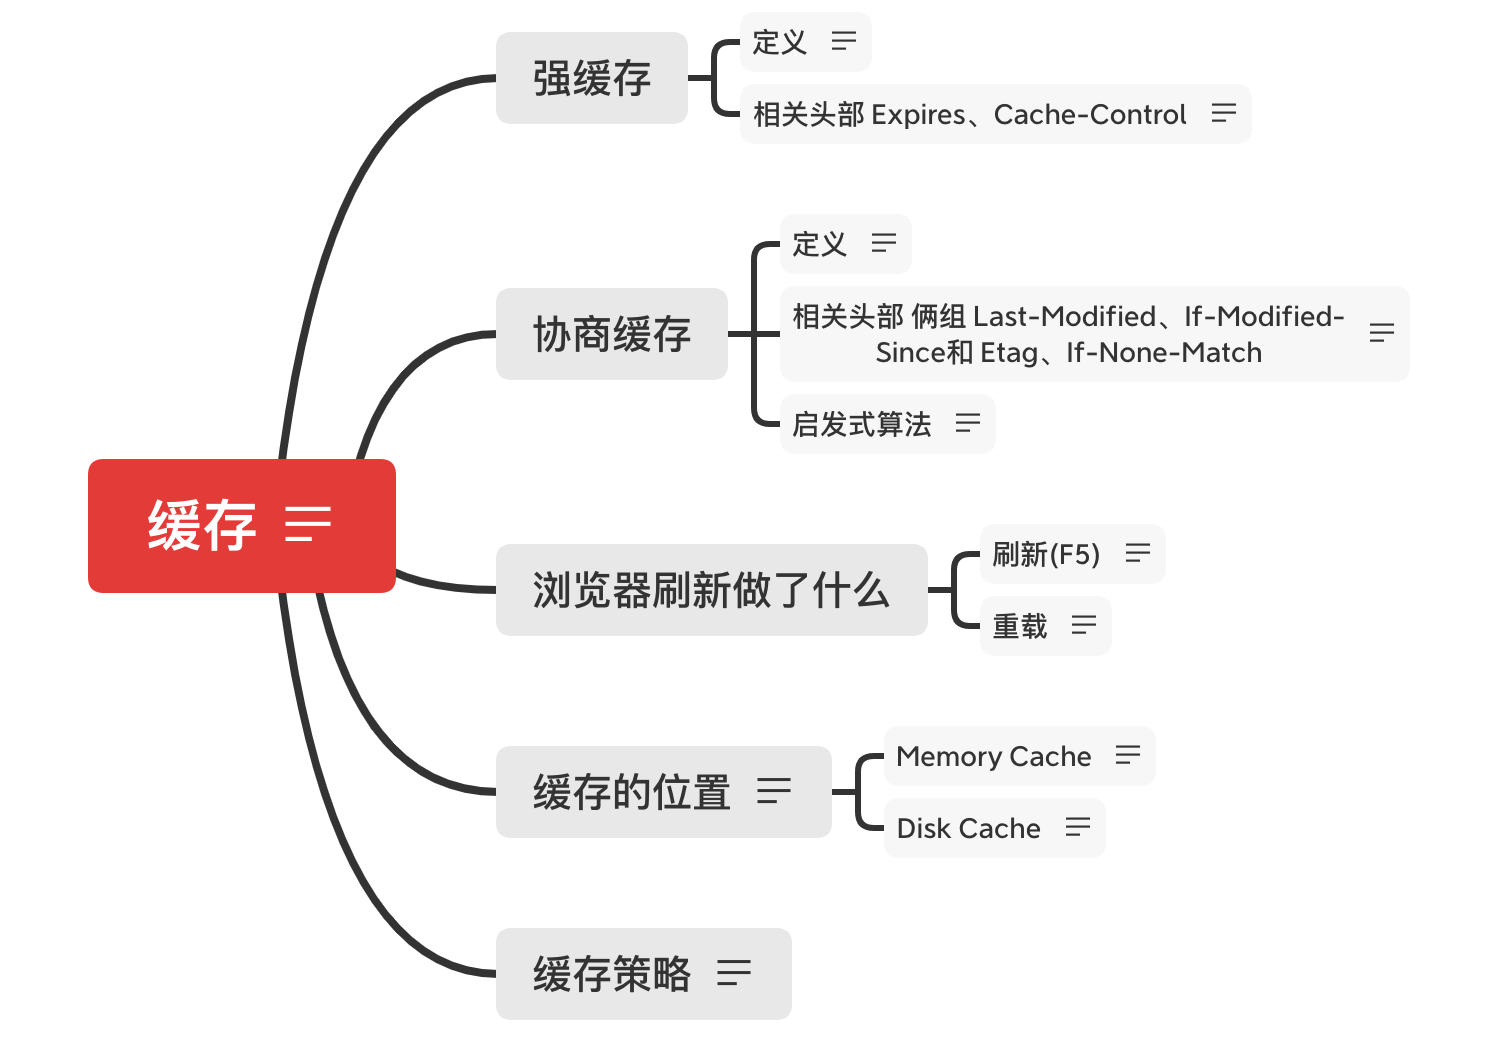 强缓存
定义
相关头部 Expires、Cache-Control
协商缓存
定义
相关头部 俩组 Last-Modified、If-Modified-
Since和 Etag、If-None-Match
启发式算法
缓存
浏览器刷新做了什么
刷新(F5)
重载
缓存的位置
Memory Cache
Disk Cache
缓存策略